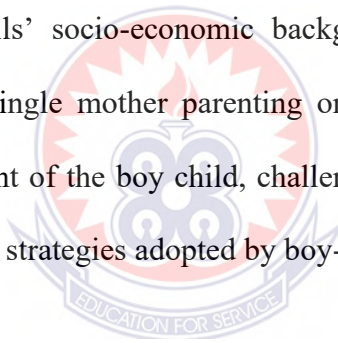 ills’ socio-economic backg
ingle mother parenting or
nt of the boy child, challer
strategies adopted by boy-
EDUCATION FOR SERVICE